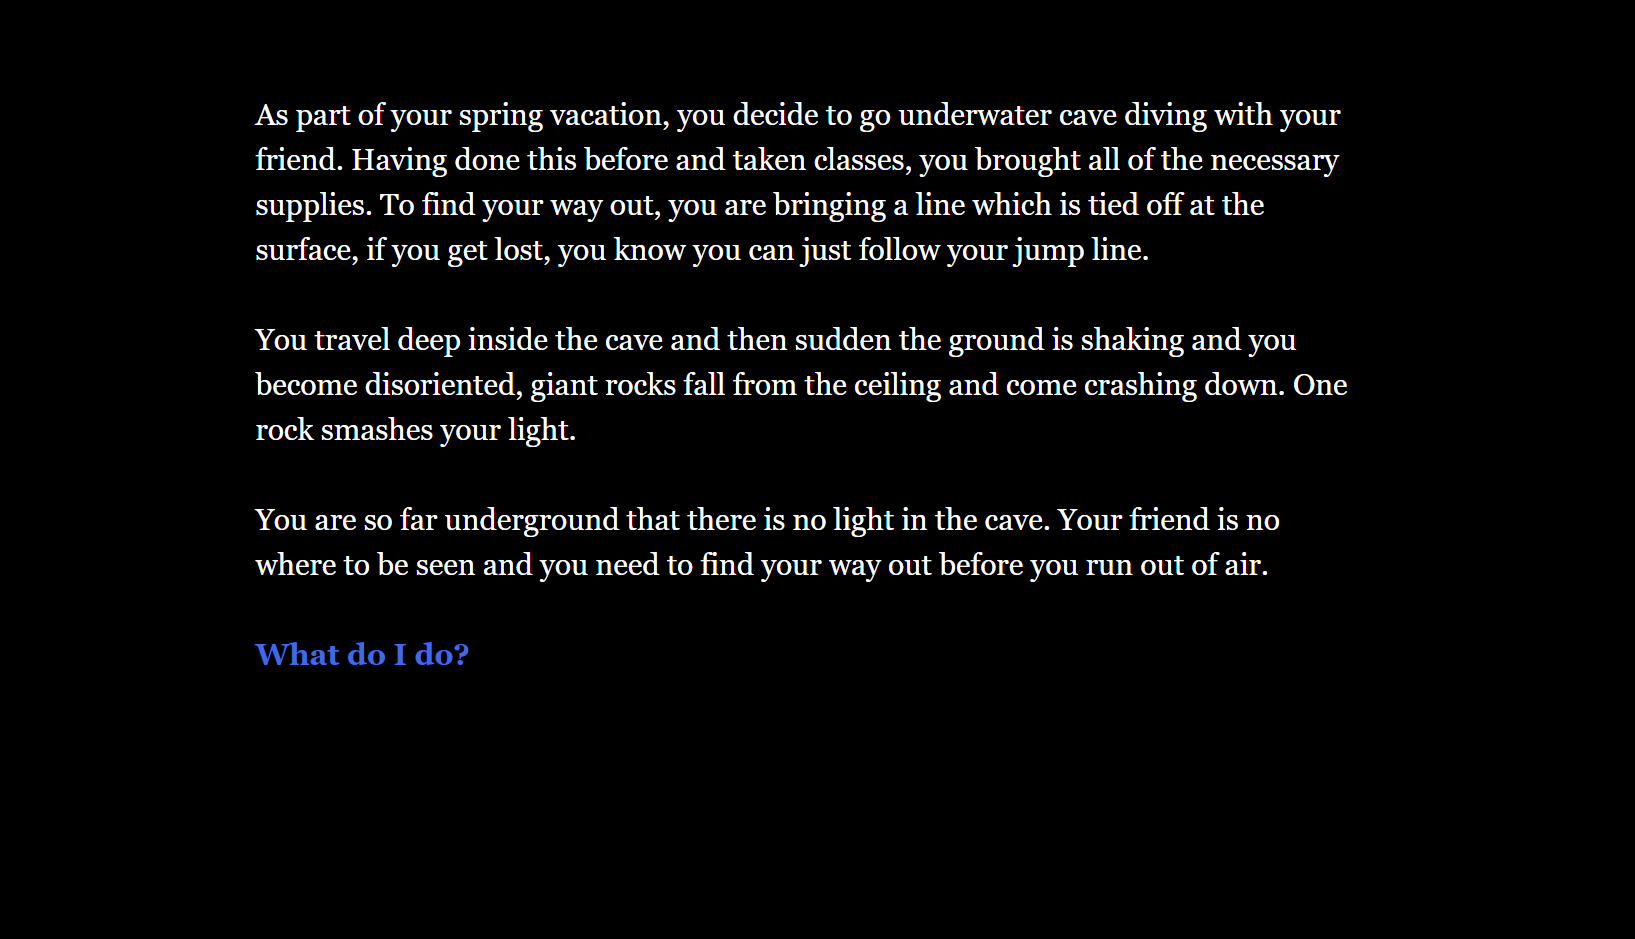 As part of your spring vacation, you decide to go underwater cave diving with your
friend. Having done this before and taken classes, you brought all of the necessary
supplies. To find your way out, you are bringing a line which is tied off at the
surface, if you get lost, you know you can just follow your jump line.
You travel deep inside the cave and then sudden the ground is shaking and you
become disoriented, giant rocks fall from the ceiling and come crashing down. One
rock smashes your light.
You are so far underground that there is no light in the cave. Your friend is no
where to be seen and you need to find your way out before you run out of air.
What do I do?